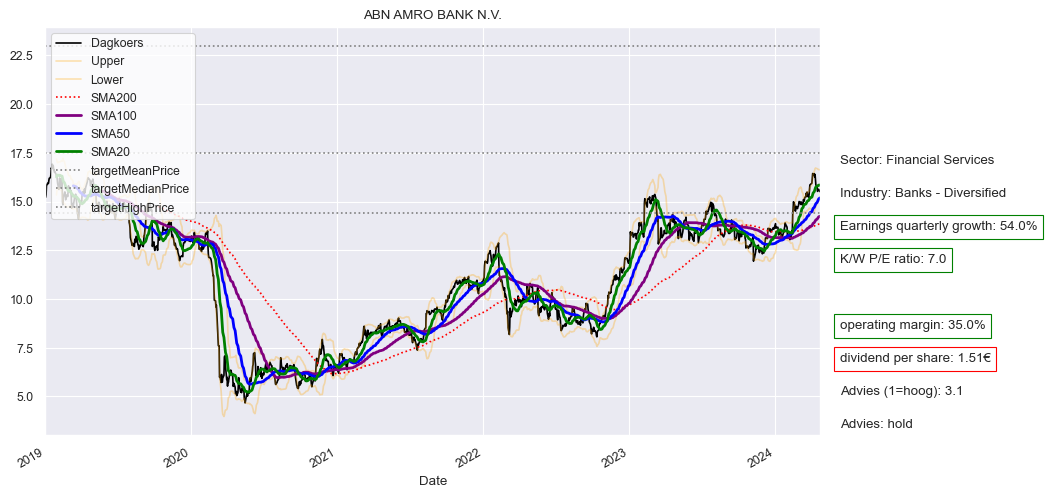 ABN AMRO BANK N.V.
22.5
20.0
17.5
15.0
12.5
10.0
7.5
5.0
Dagkoers
Upper
Lower
SMA200
SMA100
SMA50
SMA20
targetMeanPrice
targetMedianPrice
targetHighPrice
2019
2020
2021
2022
2023
2024
Date
Sector: Financial Services
Industry: Banks - Diversified
Earnings quarterly growth: 54.0%
K/W P/E ratio: 7.0
operating margin: 35.0%
dividend per share: 1.51€
Advies (1=hoog): 3.1
Advies: hold